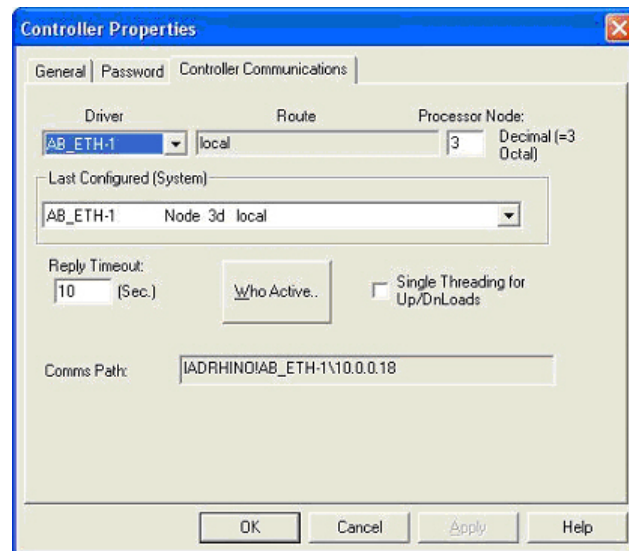 Controller Properties
General Password Controller Communications
Driver Route Processor Node:
AB_ETH-1 local 3 Decimal (=3
Octal)
Last Configured (System)
AB_ETH-1 Node 3d local
Reply Timeout:
10 (Sec.) Who Active.. Single Threading for
Up/DnLoads
Comms Path: IADRHINO!AB_ETH-1\10.0.0.18
OK Cancel Apply Help